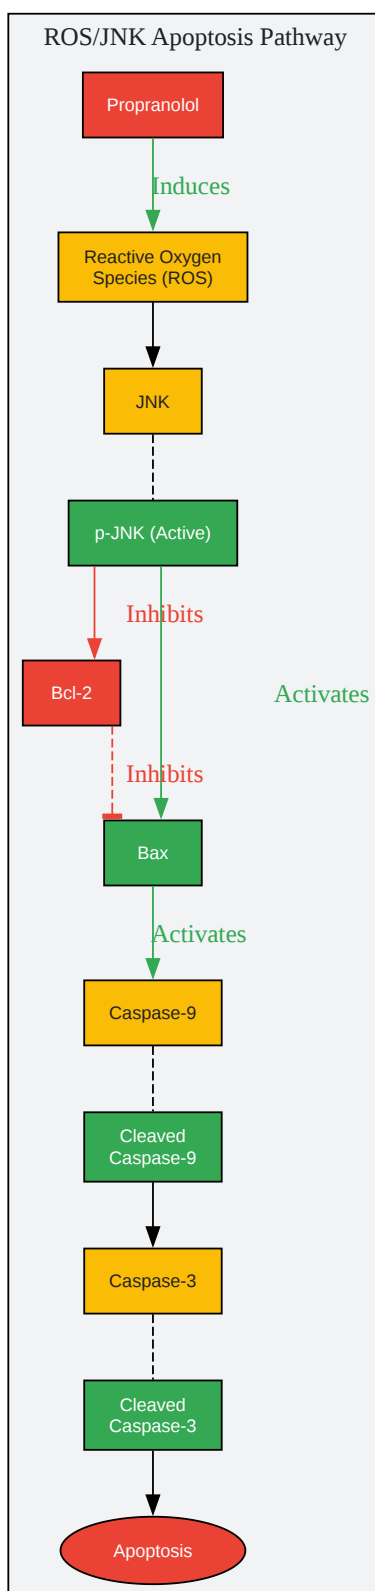 ROS/JNK Apoptosis Pathway
Propranolol
Induces
Reactive Oxygen
Species (ROS)
JNK
p-JNK (Active)
Inhibits
Bcl-2
Activates
Inhibits
Bax
Activates
Caspase-9
Cleaved
Caspase-9
Caspase-3
Cleaved
Caspase-3
Apoptosis